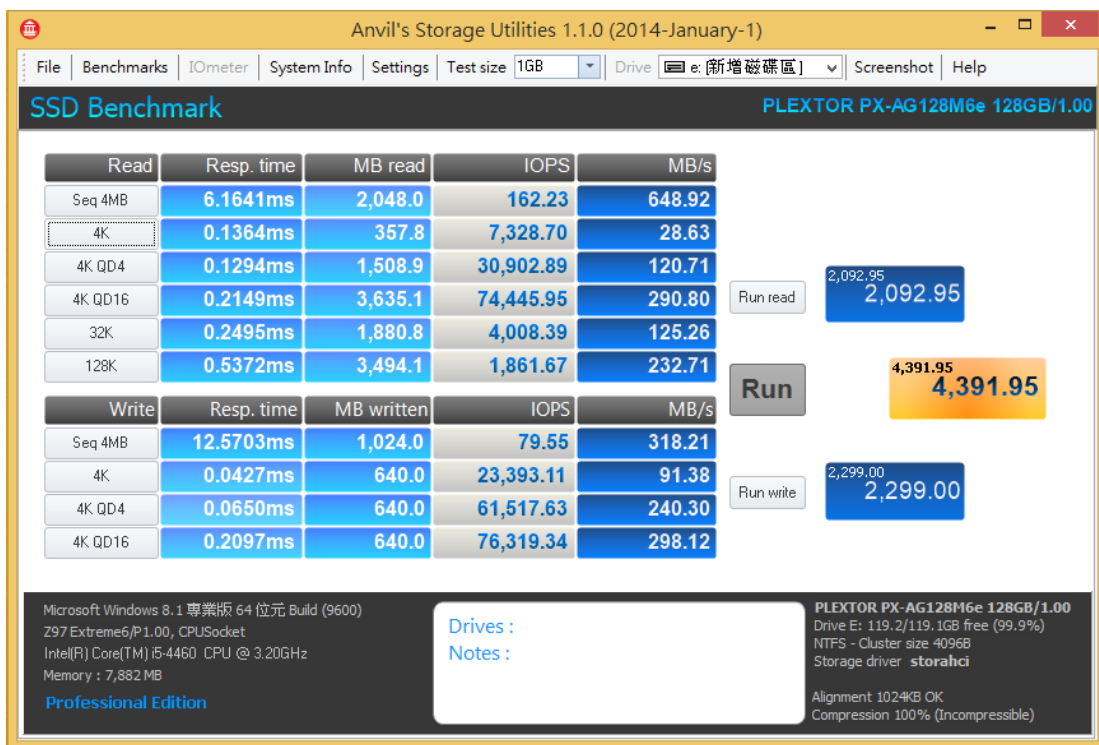 Anvil's Storage Utilities 1.1.0 (2014-January-1)
File Benchmarks IOmeter System Info Settings Test size 1GB Drive e: [新增磁碟區] Screenshot Help
SSD Benchmark PLEXTOR PX-AG128M6e 128GB/1.00
Read Resp. time MB read IOPS MB/s
Seq 4MB 6.1641ms 2,048.0 162.23 648.92
4K 0.1364ms 357.8 7,328.70 28.63
4K QD4 0.1294ms 1,508.9 30,902.89 120.71
4K QD16 0.2149ms 3,635.1 74,445.95 290.80
32K 0.2495ms 1,880.8 4,008.39 125.26
128K 0.5372ms 3,494.1 1,861.67 232.71
Run read 2,092.95 2,092.95
Run 4,391.95 4,391.95
Write Resp. time MB written IOPS MB/s
Seq 4MB 12.5703ms 1,024.0 79.55 318.21
4K 0.0427ms 640.0 23,393.11 91.38
4K QD4 0.0650ms 640.0 61,517.63 240.30
4K QD16 0.2097ms 640.0 76,319.34 298.12
Run write 2,299.00 2,299.00
Microsoft Windows 8.1 專業版 64 位元 Build (9600)
Z97 Extreme6/P1.00, CPUSocket
Intel(R) Core(TM) i5-4460 CPU @ 3.20GHz
Memory : 7,882 MB
Professional Edition
Drives :
Notes :
PLEXTOR PX-AG128M6e 128GB/1.00
Drive E: 119.2/119.1GB free (99.9%)
NTFS - Cluster size 4096B
Storage driver storahci
Alignment 1024KB OK
Compression 100% (Incompressible)